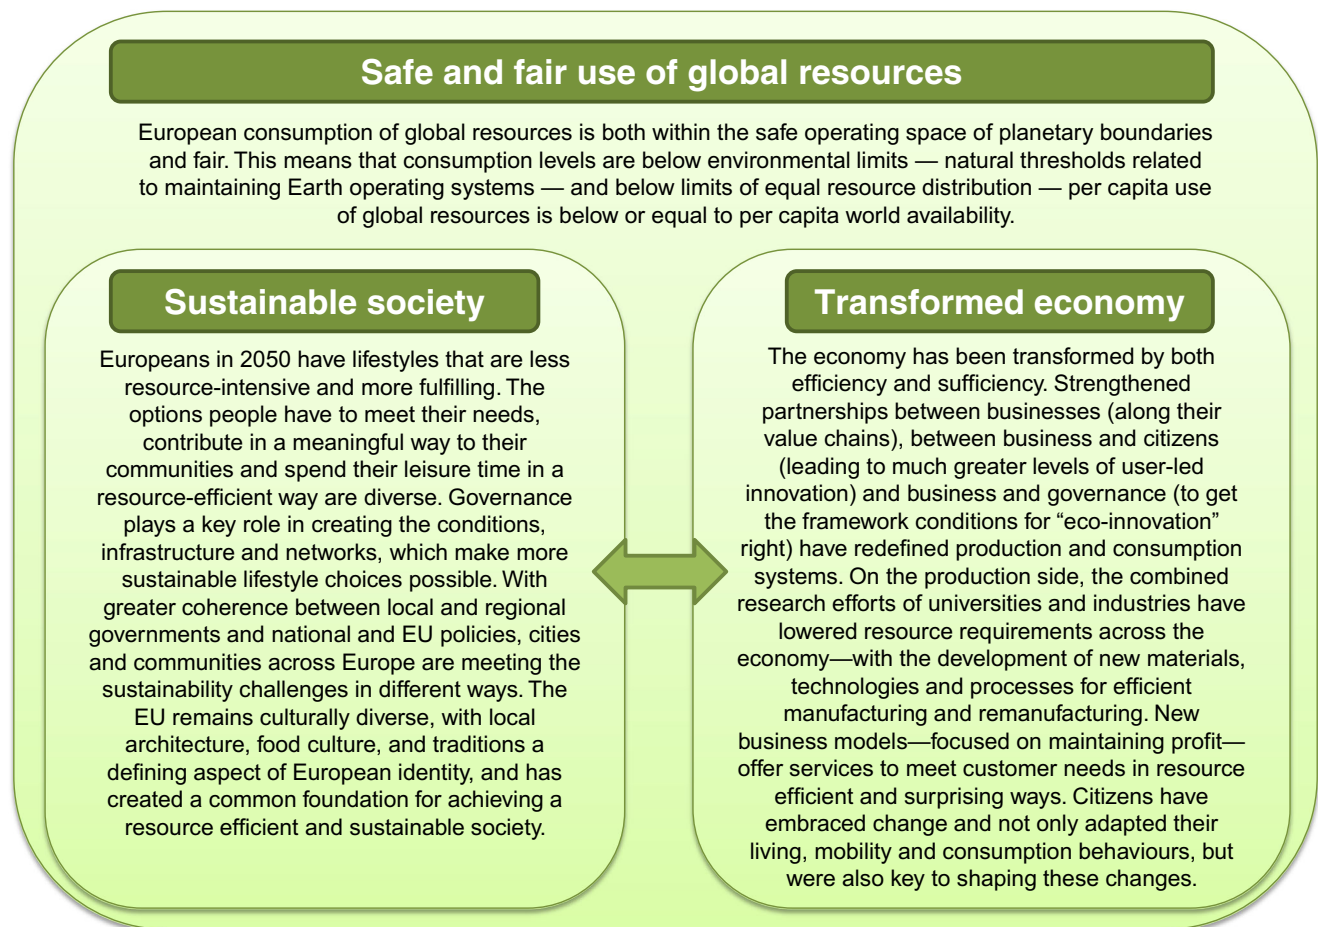 Safe and fair use of global resources
European consumption of global resources is both within the safe operating space of planetary boundaries
and fair. This means that consumption levels are below environmental limits — natural thresholds related
to maintaining Earth operating systems — and below limits of equal resource distribution — per capita use
of global resources is below or equal to per capita world availability.
Sustainable society
Europeans in 2050 have lifestyles that are less
resource-intensive and more fulfilling. The
options people have to meet their needs,
contribute in a meaningful way to their
communities and spend their leisure time in a
resource-efficient way are diverse. Governance
plays a key role in creating the conditions,
infrastructure and networks, which make more
sustainable lifestyle choices possible. With
greater coherence between local and regional
governments and national and EU policies, cities
and communities across Europe are meeting the
sustainability challenges in different ways. The
EU remains culturally diverse, with local
architecture, food culture, and traditions a
defining aspect of European identity, and has
created a common foundation for achieving a
resource efficient and sustainable society.
Transformed economy
The economy has been transformed by both
efficiency and sufficiency. Strengthened
partnerships between businesses (along their
value chains), between business and citizens
(leading to much greater levels of user-led
innovation) and business and governance (to get
the framework conditions for “eco-innovation”
right) have redefined production and consumption
systems. On the production side, the combined
research efforts of universities and industries have
lowered resource requirements across the
economy—with the development of new materials,
technologies and processes for efficient
manufacturing and remanufacturing. New
business models—focused on maintaining profit—
offer services to meet customer needs in resource
efficient and surprising ways. Citizens have
embraced change and not only adapted their
living, mobility and consumption behaviours, but
were also key to shaping these changes.